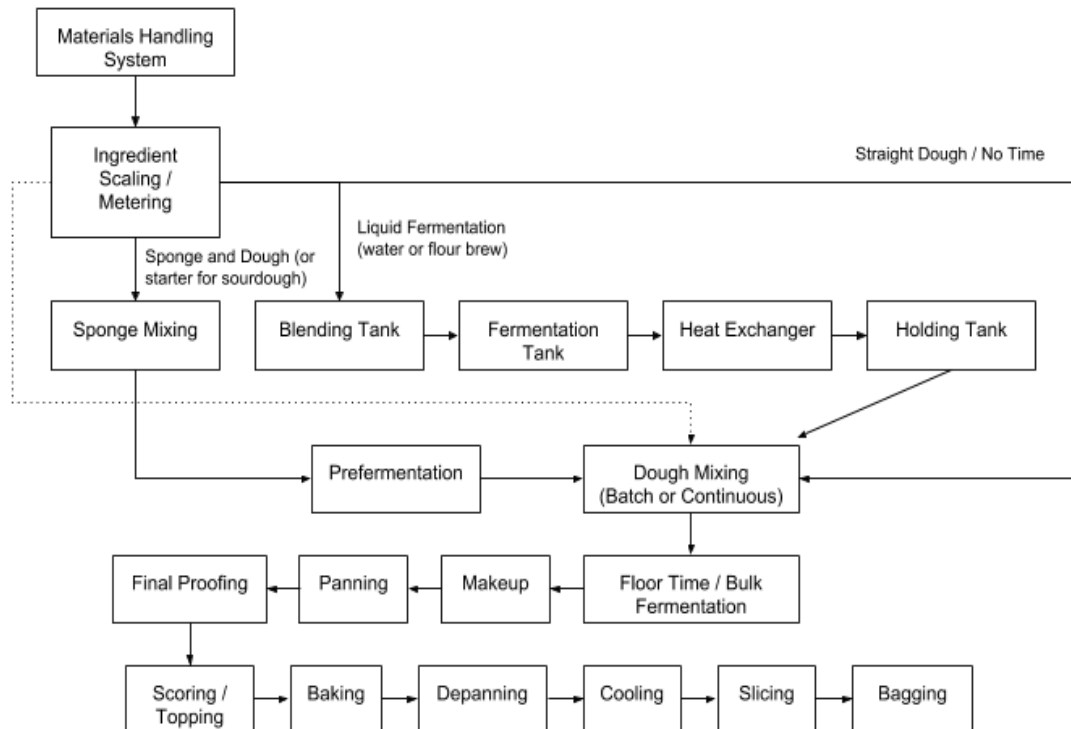 Materials Handling
System
Ingredient
Scaling /
Metering
Straight Dough / No Time
Liquid Fermentation
(water or flour brew)
Sponge and Dough (or
starter for sourdough)
Sponge Mixing
Blending Tank
Fermentation
Tank
Heat Exchanger
Holding Tank
Prefermentation
Dough Mixing
(Batch or Continuous)
Final Proofing
Panning
Makeup
Floor Time / Bulk
Fermentation
Scoring /
Topping
Baking
Depanning
Cooling
Slicing
Bagging